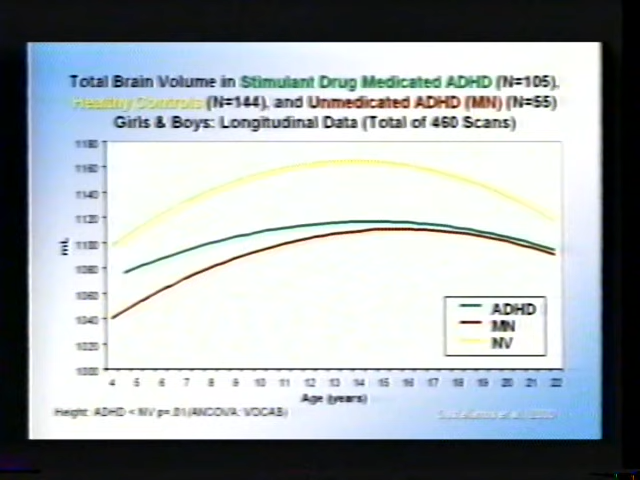 Total Brain Volume in Stimulant Drug Medicated ADHD (N=105),
Healthy Controls (N=144), and Unmedicated ADHD (MN) (N=55)
Girls & Boys: Longitudinal Data (Total of 460 Scans)
1180
1160
1140
1120
1100
1080
1060
1040
1020
1000
mL
ADHD
MN
NV
4 5 6 7 8 9 10 11 12 13 14 15 16 17 18 19 20 21 22
Age (years)
Height: ADHD < NV p=.01 (ANCOVA: VOCAB)